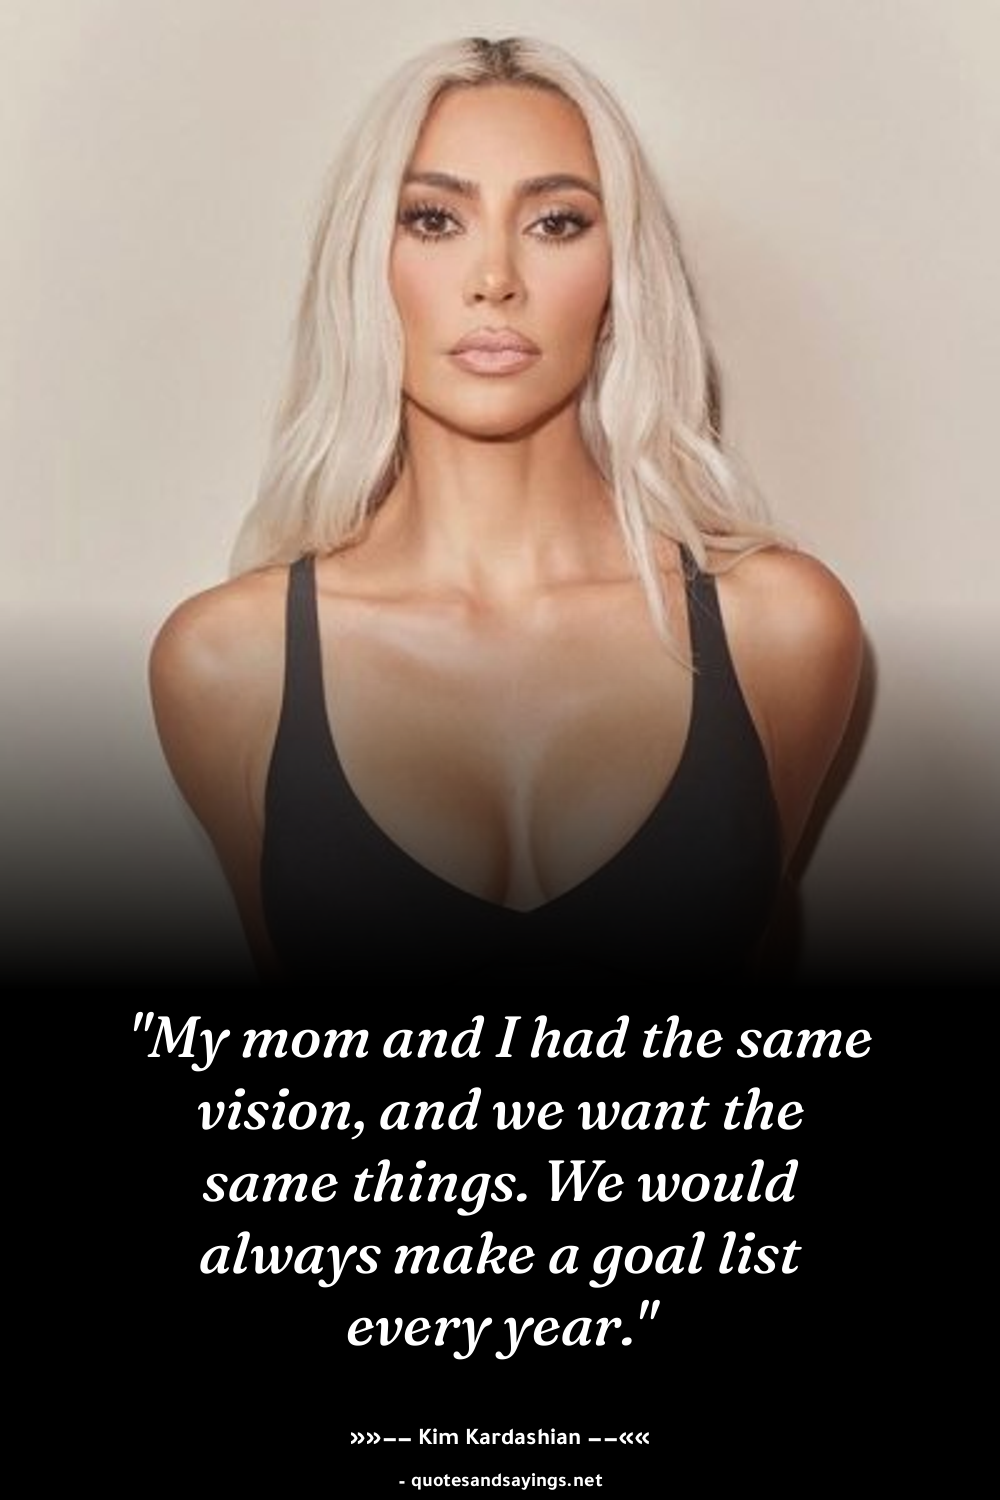 "My mom and I had the same
vision, and we want the
same things. We would
always make a goal list
every year."
»»−− Kim Kardashian −−««
- quotesandsayings.net